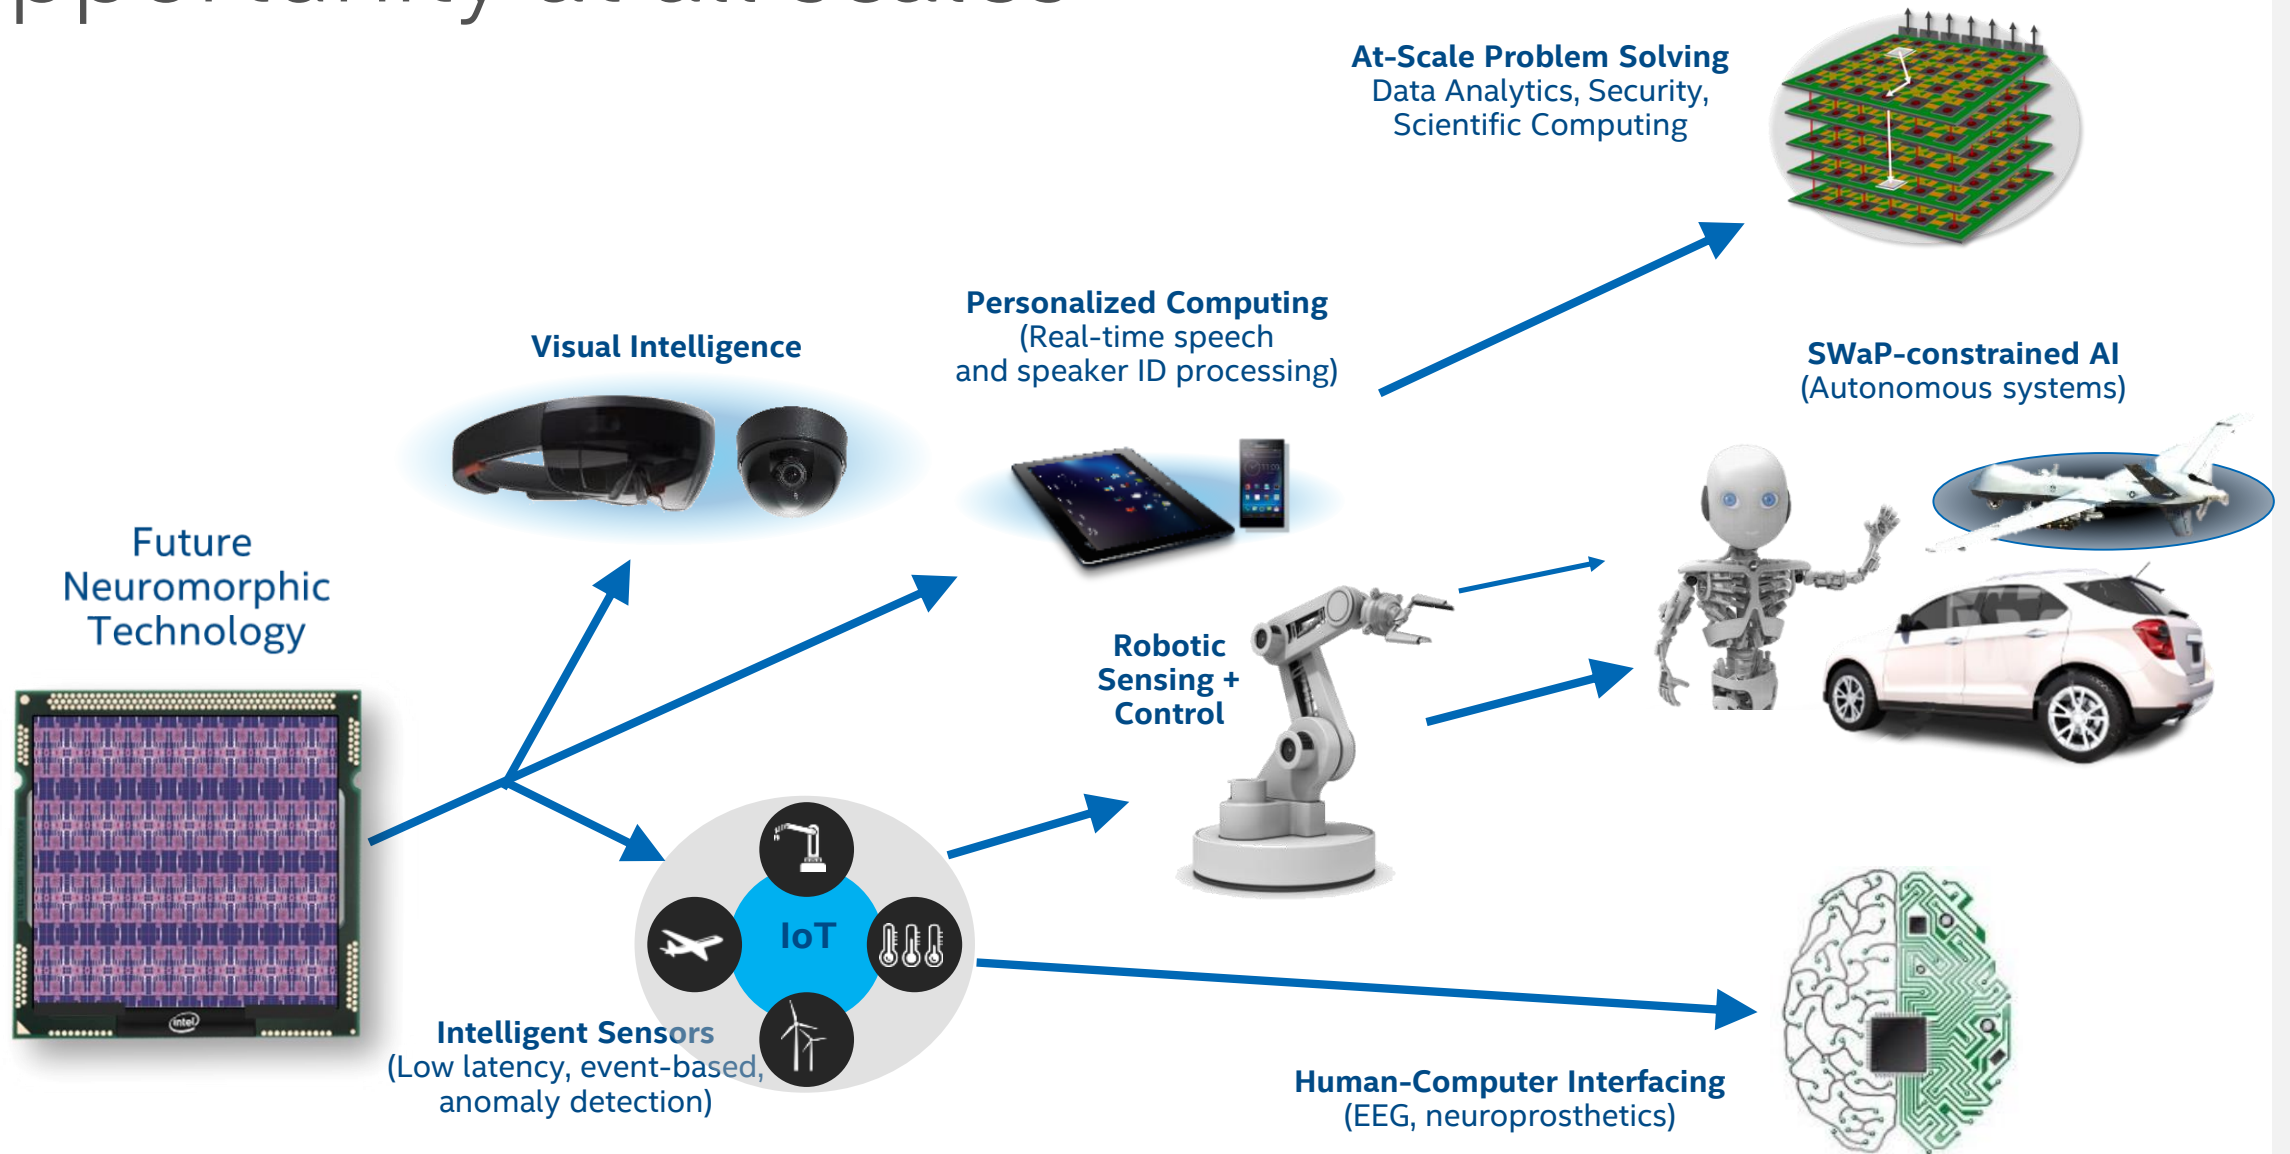 At-Scale Problem Solving
Data Analytics, Security,
Scientific Computing
Personalized Computing
(Real-time speech
and speaker ID processing)
Visual Intelligence
SWaP-constrained AI
(Autonomous systems)
Future
Neuromorphic
Technology
Robotic
Sensing +
Control
IoT
intel
Intelligent Sensors
(Low latency, event-based,
anomaly detection)
Human-Computer Interfacing
(EEG, neuroprosthetics)